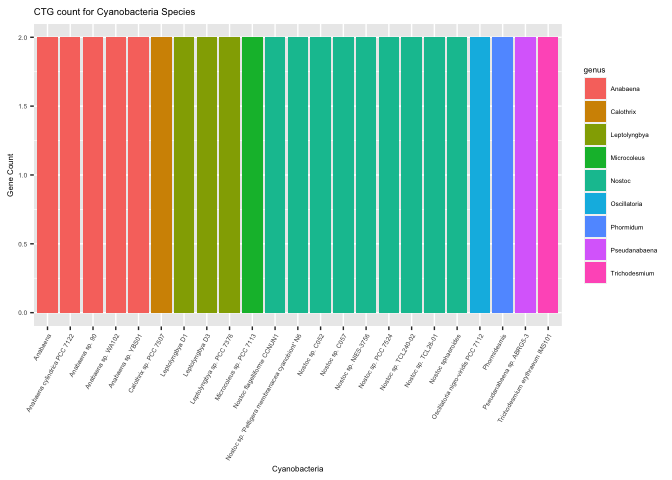 CTG count for Cyanobacteria Species
Gene Count
2.0
1.5
1.0
0.5
0.0
Anabaena
Anabaena cylindrica PCC 7122
Anabaena sp. 90
Anabaena sp. WA102
Anabaena sp. YBS01
Calothrix sp. PCC 7507
Leptolyngbya D1
Leptolyngbya D3
Leptolyngbya sp. PCC 7376
Microcoleus sp. PCC 7113
Nostoc flagelliforme CCNUN1
Nostoc sp. 'Peltigera membranacea cyanobiont' N6
Nostoc sp. C052
Nostoc sp. C057
Nostoc sp. NIES-3756
Nostoc sp. PCC 7524
Nostoc sp. TCL240-02
Nostoc sp. TCL26-01
Nostoc sphaeroides
Oscillatoria nigro-viridis PCC 7112
Phormidesmis
Pseudanabaena sp. ABRG5-3
Trichodesmium erythraeum IMS101
Cyanobacteria
genus
Anabaena
Calothrix
Leptolyngbya
Microcoleus
Nostoc
Oscillatoria
Phormidum
Pseudanabaena
Trichodesmium